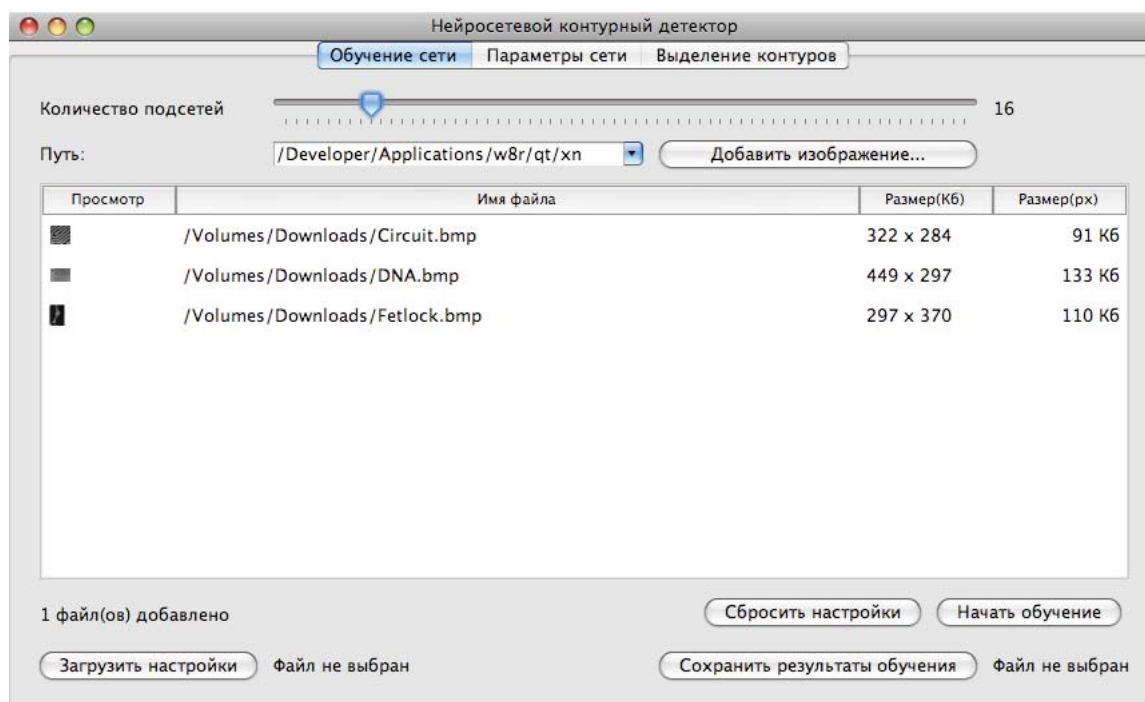 Нейросетевой контурный детектор
Обучение сети Параметры сети Выделение контуров
Количество подсетей 16
Путь: /Developer/Applications/w8r/qt/xn Добавить изображение...
Просмотр Имя файла Размер(Кб) Размер(px)
/Volumes/Downloads/Circuit.bmp 322 x 284 91 Кб
/Volumes/Downloads/DNA.bmp 449 x 297 133 Кб
/Volumes/Downloads/Fetlock.bmp 297 x 370 110 Кб
1 файл(ов) добавлено Сбросить настройки Начать обучение
Загрузить настройки Файл не выбран Сохранить результаты обучения Файл не выбран